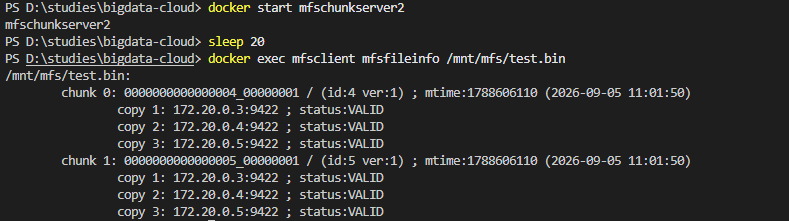 PS D:\studies\bigdata-cloud> docker start mfschunkserver2
mfschunkserver2
PS D:\studies\bigdata-cloud> sleep 20
PS D:\studies\bigdata-cloud> docker exec mfsclient mfsfileinfo /mnt/mfs/test.bin
/mnt/mfs/test.bin:
chunk 0: 0000000000000004_00000001 / (id:4 ver:1) ; mtime:1788606110 (2026-09-05 11:01:50)
copy 1: 172.20.0.3:9422 ; status:VALID
copy 2: 172.20.0.4:9422 ; status:VALID
copy 3: 172.20.0.5:9422 ; status:VALID
chunk 1: 0000000000000005_00000001 / (id:5 ver:1) ; mtime:1788606110 (2026-09-05 11:01:50)
copy 1: 172.20.0.3:9422 ; status:VALID
copy 2: 172.20.0.4:9422 ; status:VALID
copy 3: 172.20.0.5:9422 ; status:VALID